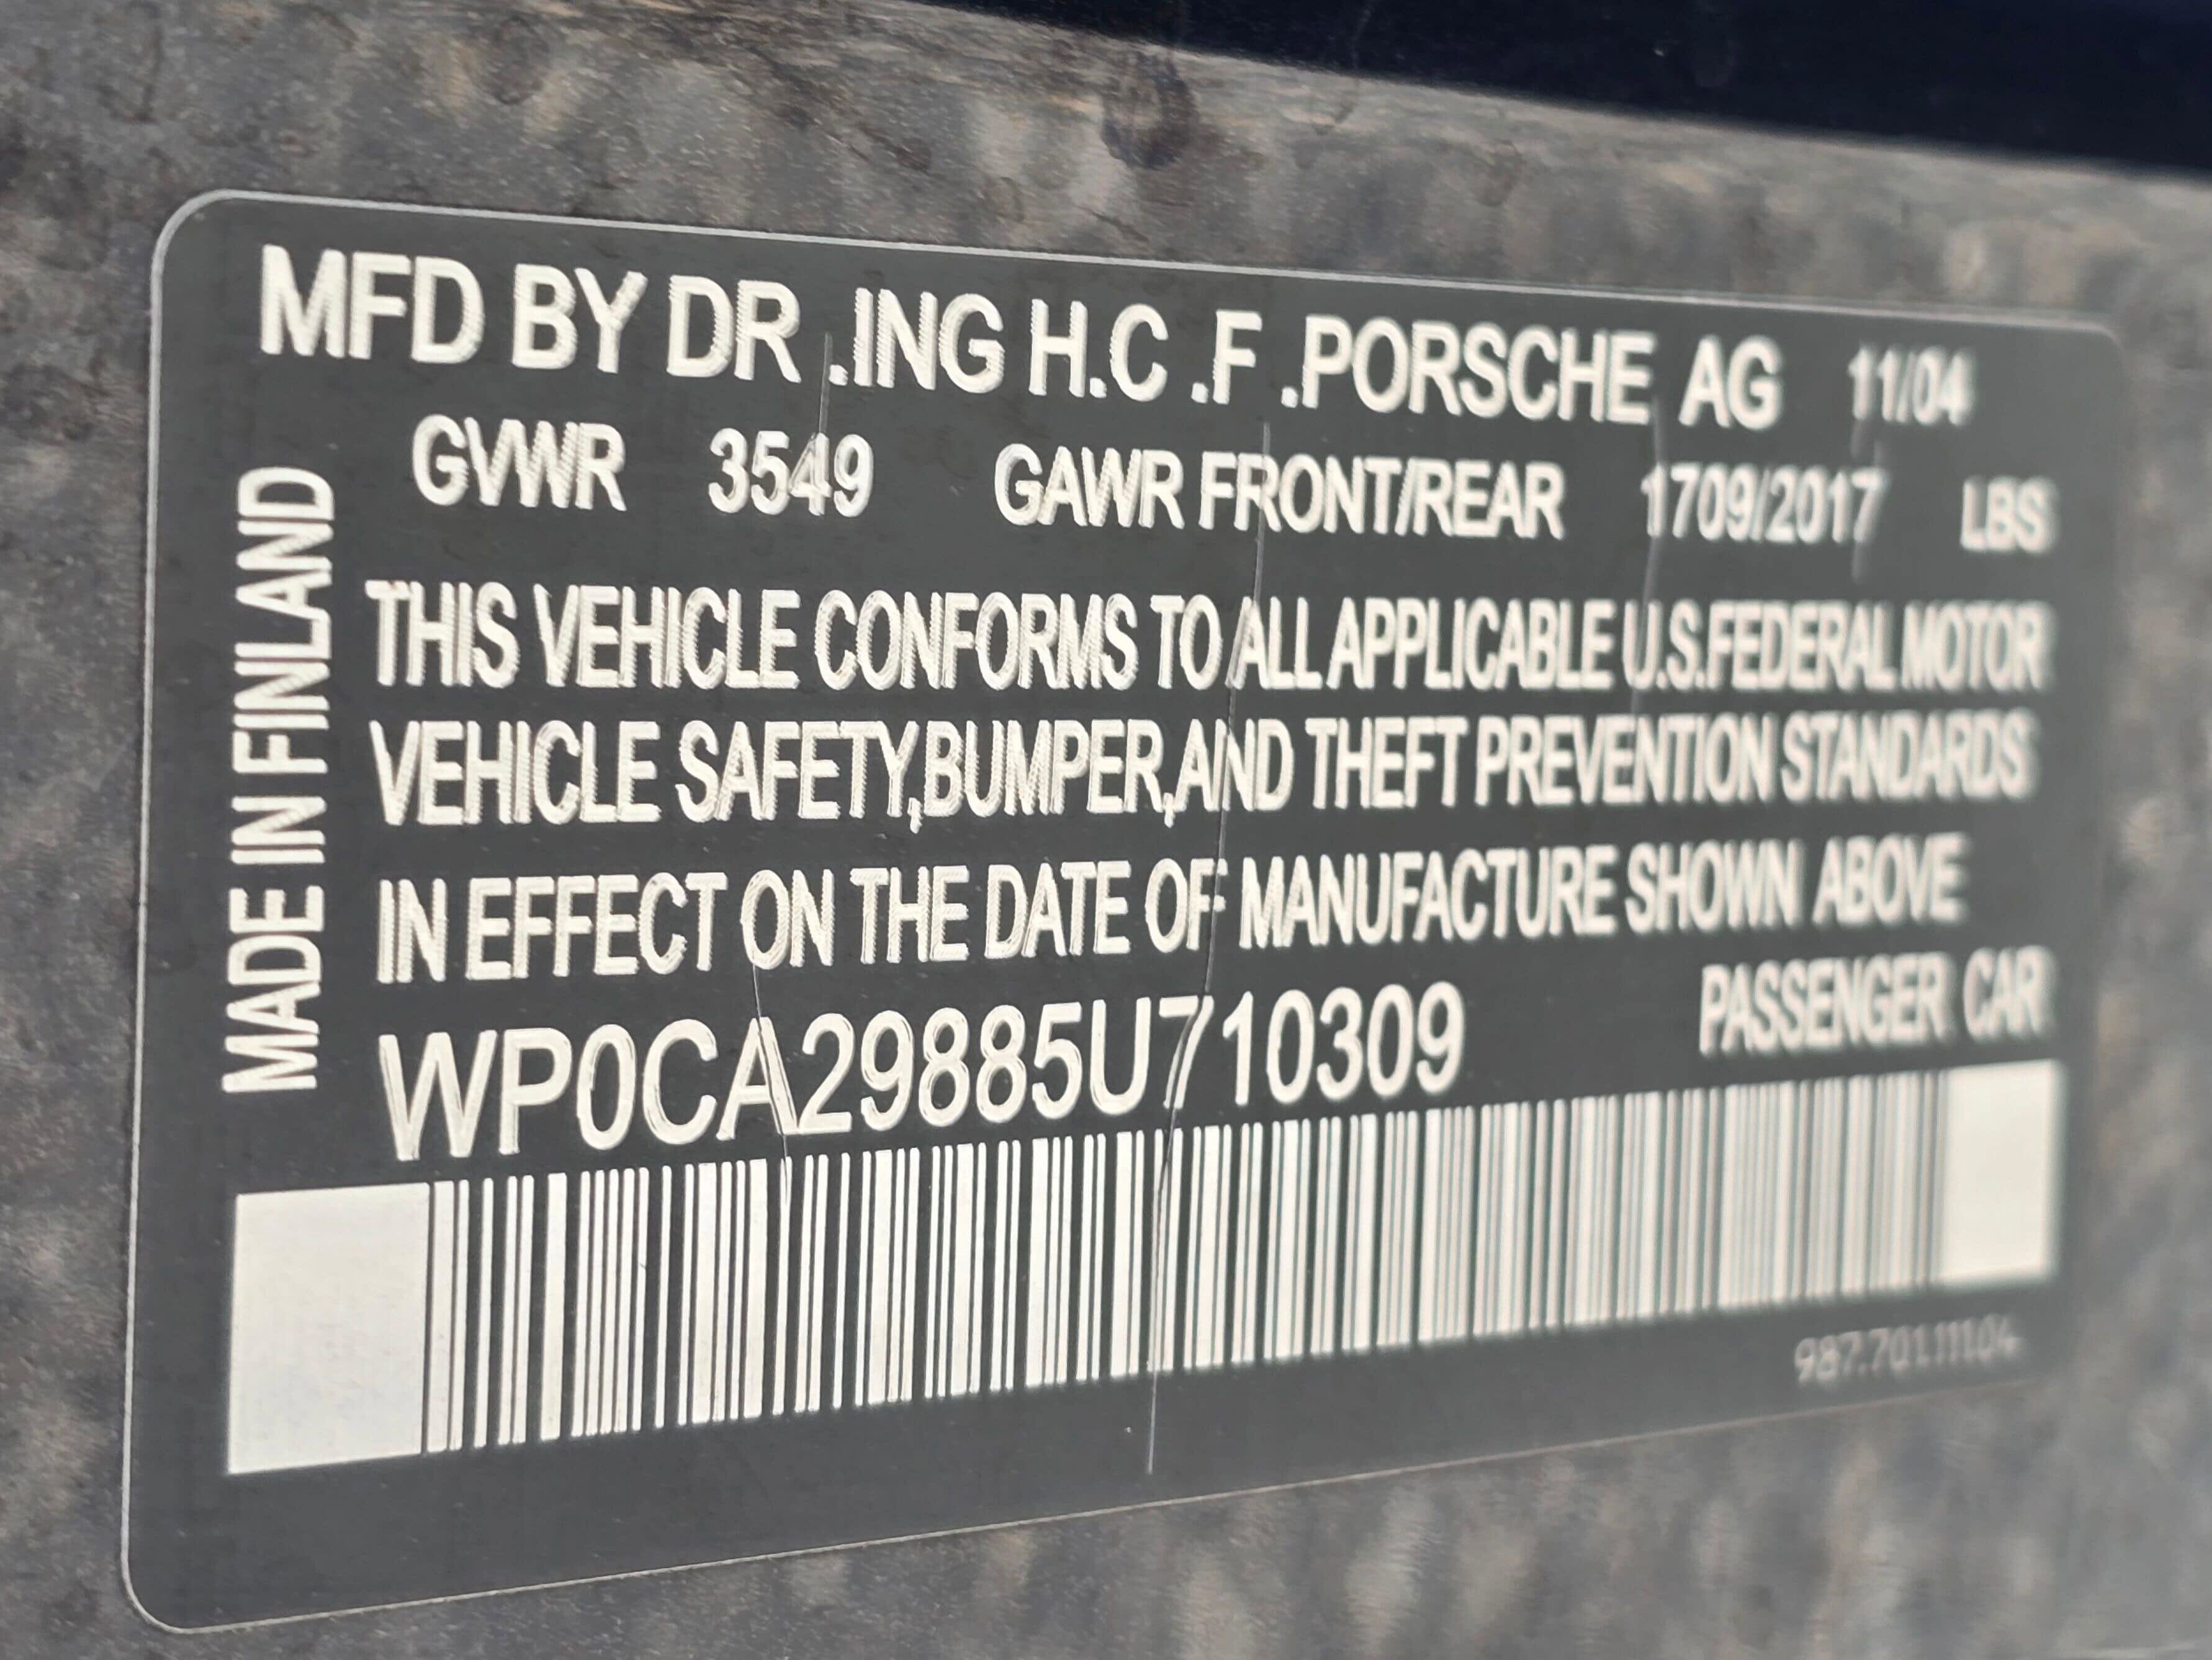 MFD BY DR .ING H.C .F .PORSCHE AG 11/04
GVWR 3549 GAWR FRONT/REAR 1709/2017 LBS
MADE IN FINLAND
THIS VEHICLE CONFORMS TO ALL APPLICABLE U.S.FEDERAL MOTOR
VEHICLE SAFETY,BUMPER,AND THEFT PREVENTION STANDARDS
IN EFFECT ON THE DATE OF MANUFACTURE SHOWN ABOVE
WP0CA29885U710309 PASSENGER CAR
987.701.111.04